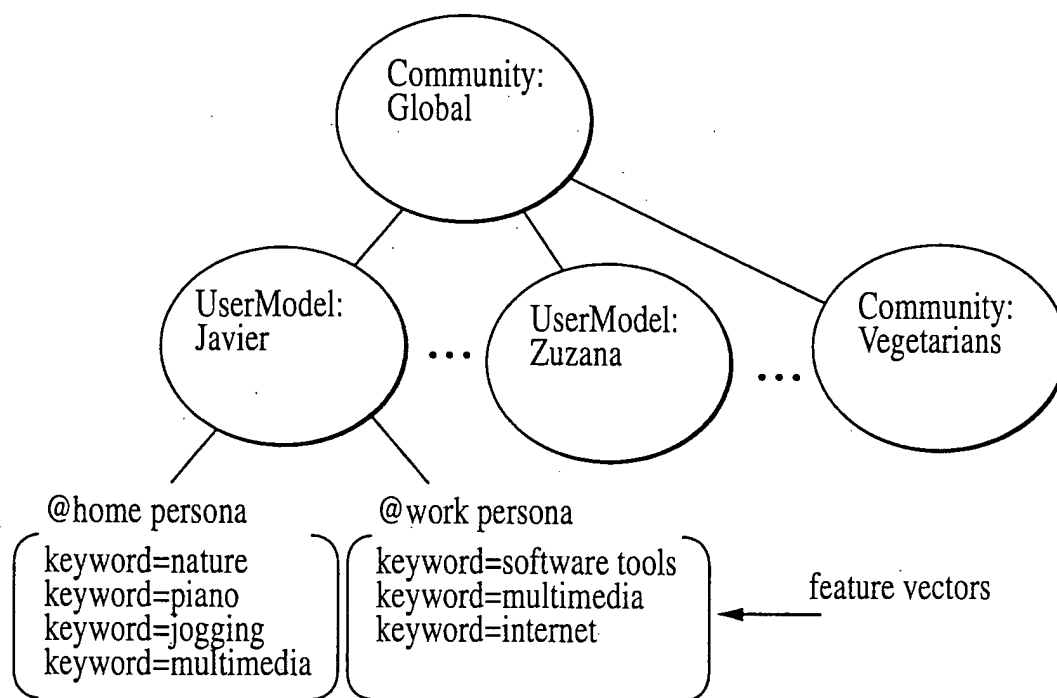 Community:
Global
UserModel:
Javier
...
UserModel:
Zuzana
...
Community:
Vegetarians
@home persona
keyword=nature
keyword=piano
keyword=jogging
keyword=multimedia
@work persona
keyword=software tools
keyword=multimedia
keyword=internet
feature vectors